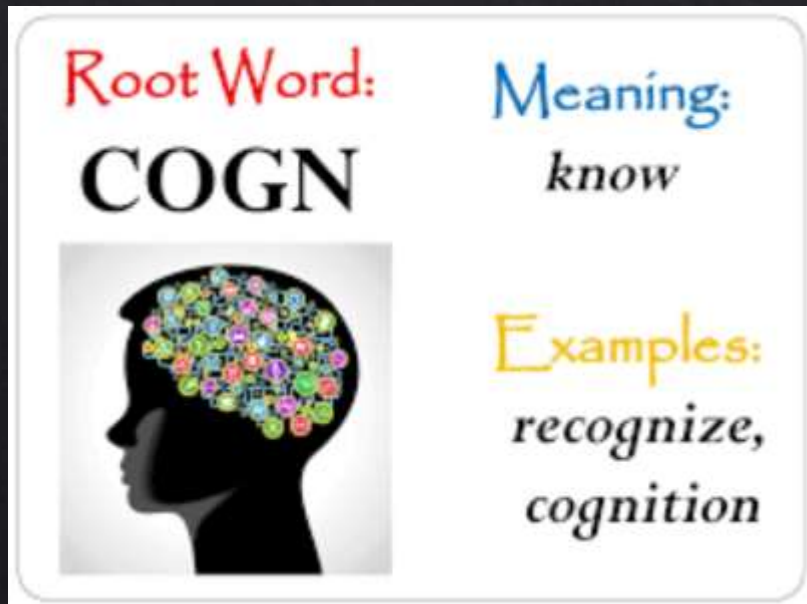 Root Word:
COGN
Meaning:
know
Examples:
recognize,
cognition